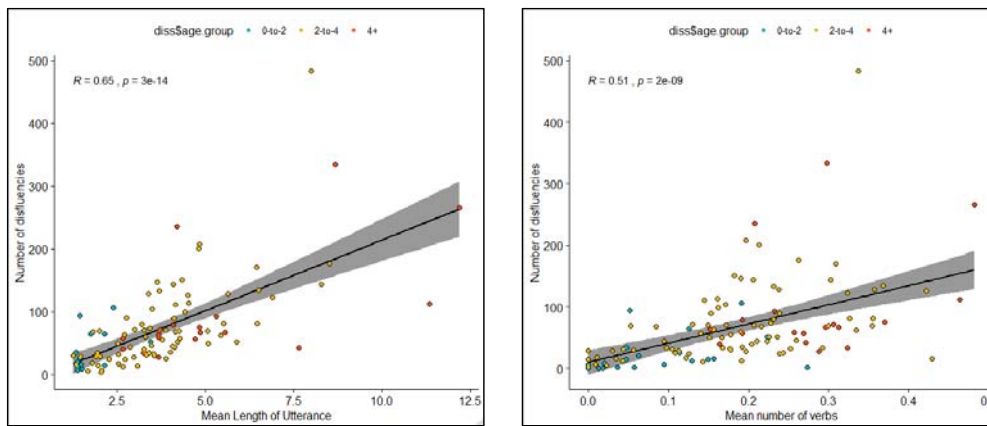 diss$age.group 0-to-2 2-to-4 4+
500
R = 0.65 , p = 3e-14
400
300
200
100
0
Number of disfluencies
2.5 5.0 7.5 10.0 12.5
Mean Length of Utterance
diss$age.group 0-to-2 2-to-4 4+
500
R = 0.51 , p = 2e-09
400
300
200
100
0
Number of disfluencies
0.0 0.1 0.2 0.3 0.4
Mean number of verbs